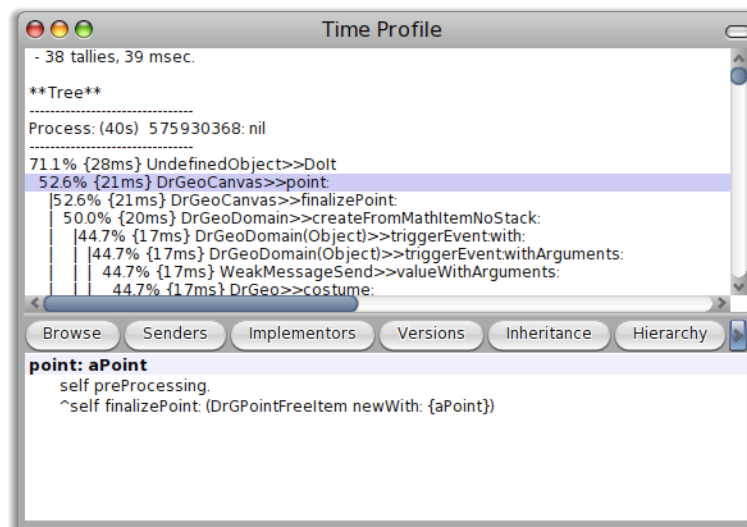 Time Profile
- 38 tallies, 39 msec.
**Tree**
--------------------------------
Process: (40s) 575930368: nil
--------------------------------
71.1% {28ms} UndefinedObject>>DoIt
52.6% {21ms} DrGeoCanvas>>point:
|52.6% {21ms} DrGeoCanvas>>finalizePoint:
| 50.0% {20ms} DrGeoDomain>>createFromMathItemNoStack:
| |44.7% {17ms} DrGeoDomain(Object)>>triggerEvent:with:
| | |44.7% {17ms} DrGeoDomain(Object)>>triggerEvent:withArguments:
| | | 44.7% {17ms} WeakMessageSend>>valueWithArguments:
| | | 44.7% {17ms} DrGeo>>costume:
Browse Senders Implementors Versions Inheritance Hierarchy
point: aPoint
self preProcessing.
^self finalizePoint: (DrGPointFreeItem newWith: {aPoint})